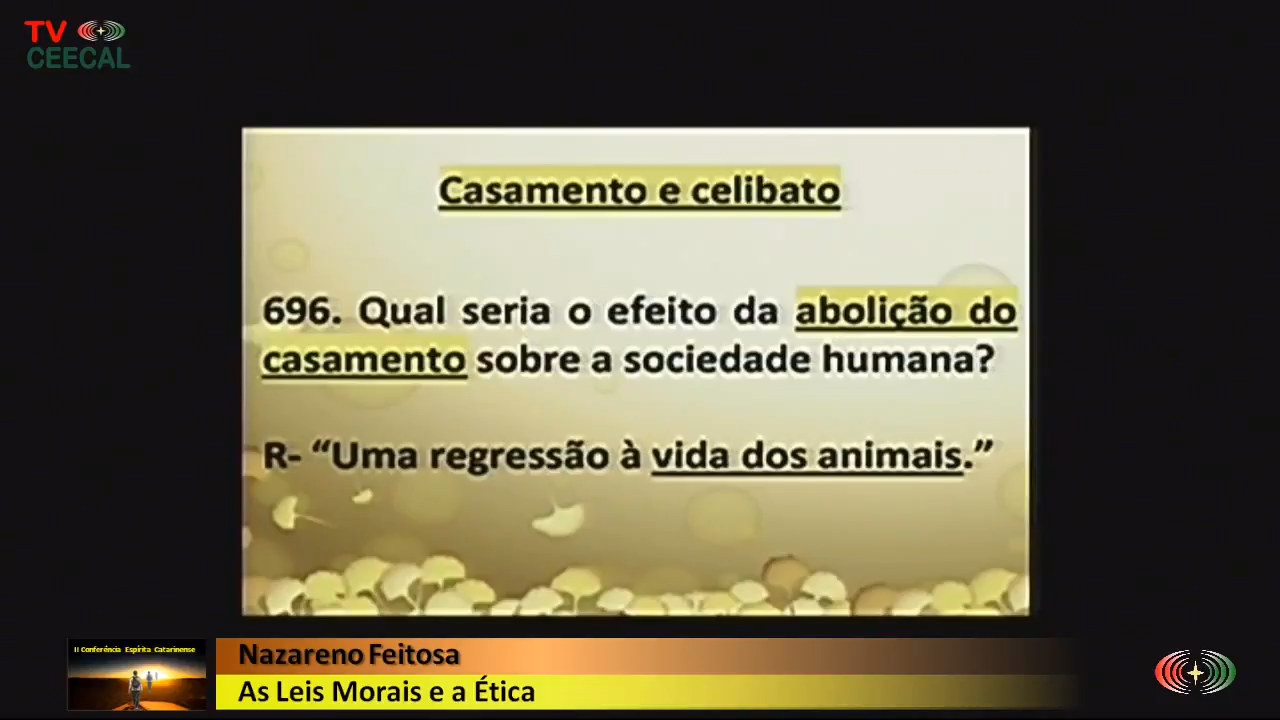 TV
CEECAL
Casamento e celibato
696. Qual seria o efeito da abolição do
casamento sobre a sociedade humana?
R- “Uma regressão à vida dos animais.”
II Conferência Espírita Catarinense
Nazareno Feitosa
As Leis Morais e a Ética